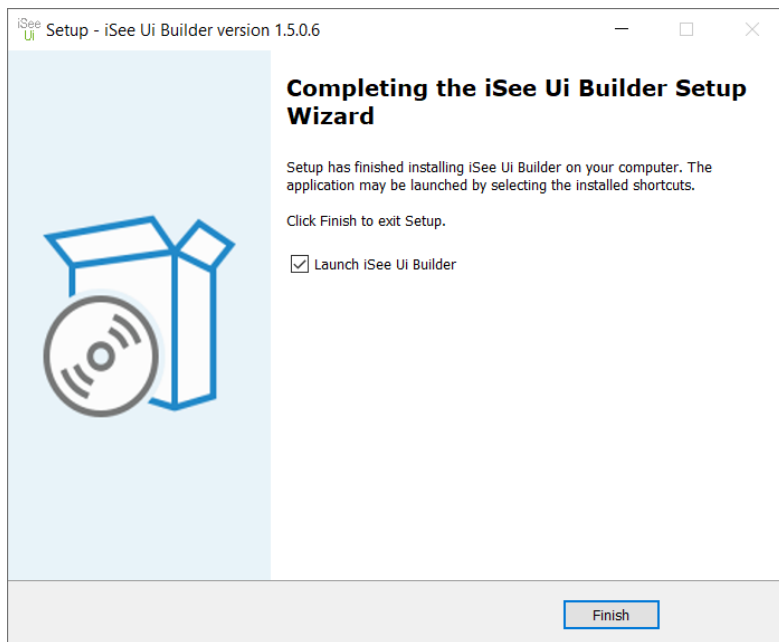 iSee
Ui
Setup - iSee Ui Builder version 1.5.0.6
Completing the iSee Ui Builder Setup
Wizard
Setup has finished installing iSee Ui Builder on your computer. The
application may be launched by selecting the installed shortcuts.
Click Finish to exit Setup.
Launch iSee Ui Builder
Finish